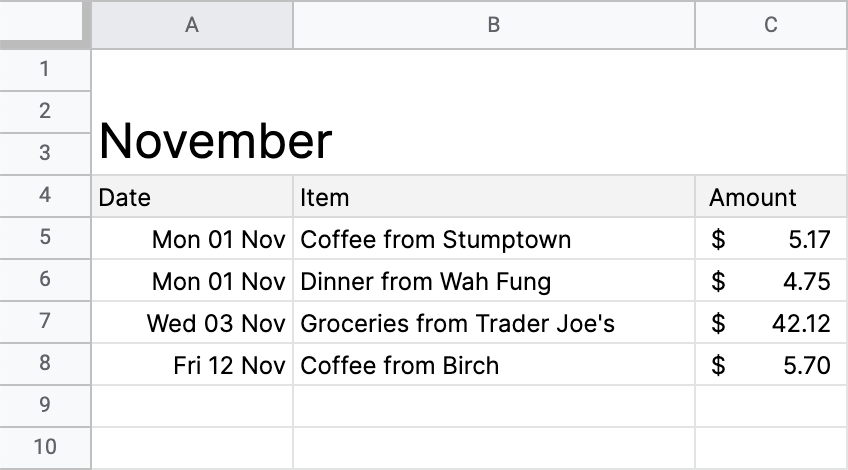 A B C
1
2
3 November
4 Date Item Amount
5 Mon 01 Nov Coffee from Stumptown $ 5.17
6 Mon 01 Nov Dinner from Wah Fung $ 4.75
7 Wed 03 Nov Groceries from Trader Joe's $ 42.12
8 Fri 12 Nov Coffee from Birch $ 5.70
9
10